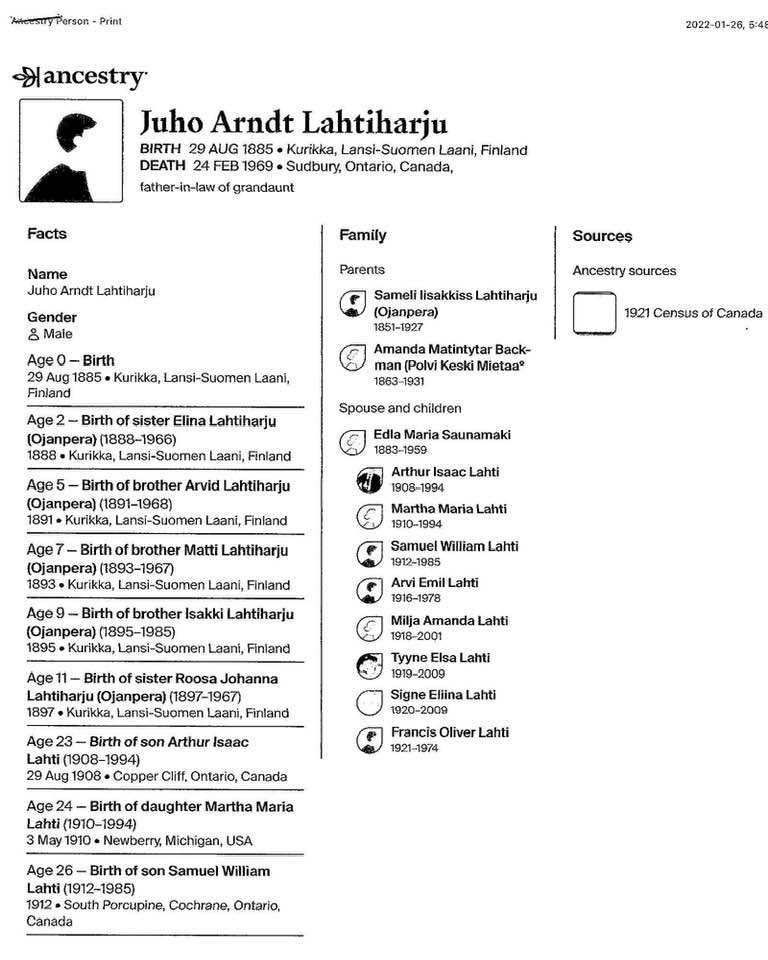 Ancestry Person - Print
2022-01-26, 5:48
ancestry
Juho Arndt Lahtiharju
BIRTH 29 AUG 1885 • Kurikka, Lansi-Suomen Laani, Finland
DEATH 24 FEB 1969 • Sudbury, Ontario, Canada,
father-in-law of grandaunt
Facts
Name
Juho Arndt Lahtiharju
Gender
Male
Age 0 — Birth
29 Aug 1885 • Kurikka, Lansi-Suomen Laani,
Finland
Age 2 — Birth of sister Elina Lahtiharju
(Ojanpera) (1888–1966)
1888 • Kurikka, Lansi-Suomen Laani, Finland
Age 5 — Birth of brother Arvid Lahtiharju
(Ojanpera) (1891–1968)
1891 • Kurikka, Lansi-Suomen Laani, Finland
Age 7 — Birth of brother Matti Lahtiharju
(Ojanpera) (1893–1967)
1893 • Kurikka, Lansi-Suomen Laani, Finland
Age 9 — Birth of brother Isakki Lahtiharju
(Ojanpera) (1895–1985)
1895 • Kurikka, Lansi-Suomen Laani, Finland
Age 11 — Birth of sister Roosa Johanna
Lahtiharju (Ojanpera) (1897–1967)
1897 • Kurikka, Lansi-Suomen Laani, Finland
Age 23 — Birth of son Arthur Isaac
Lahti (1908–1994)
29 Aug 1908 • Copper Cliff, Ontario, Canada
Age 24 — Birth of daughter Martha Maria
Lahti (1910–1994)
3 May 1910 • Newberry, Michigan, USA
Age 26 — Birth of son Samuel William
Lahti (1912–1985)
1912 • South Porcupine, Cochrane, Ontario,
Canada
Family
Parents
Sameli Iisakkiss Lahtiharju
(Ojanpera)
1851–1927
Amanda Matintytar Back-
man (Polvi Keski Mietaaº
1863–1931
Spouse and children
Edla Maria Saunamaki
1883–1959
Arthur Isaac Lahti
1908–1994
Martha Maria Lahti
1910–1994
Samuel William Lahti
1912–1985
Arvi Emil Lahti
1916–1978
Milja Amanda Lahti
1918–2001
Tyyne Elsa Lahti
1919–2009
Signe Eliina Lahti
1920–2009
Francis Oliver Lahti
1921–1974
Sources
Ancestry sources
1921 Census of Canada